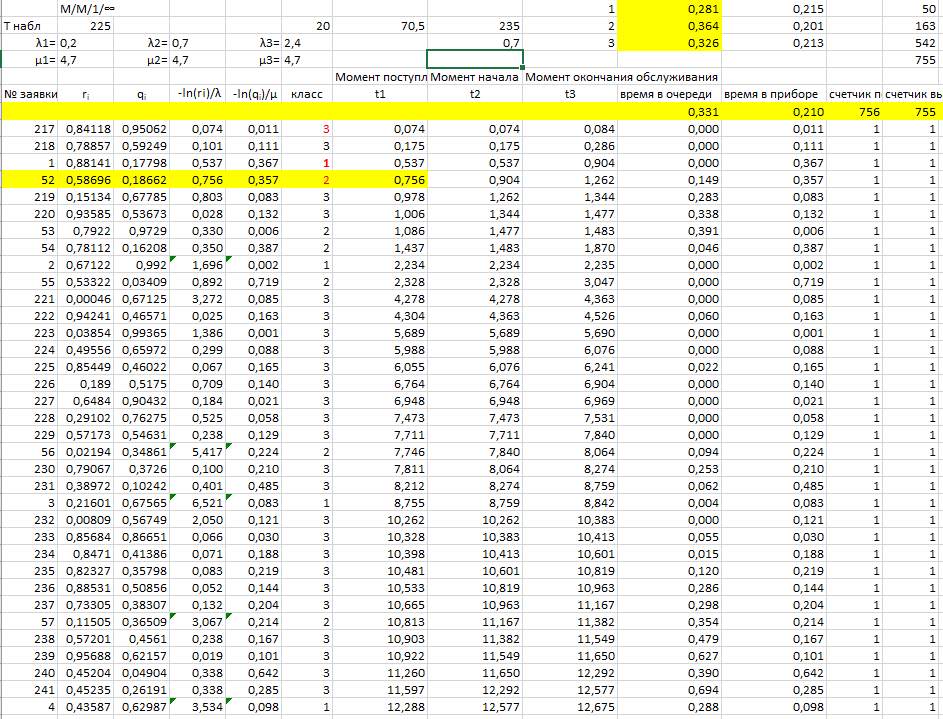 M/M/1/∞ 1 0,281 0,215 50
T набл 225 20 70,5 235 2 0,364 0,201 163
λ1= 0,2 λ2= 0,7 λ3= 2,4 0,7 3 0,326 0,213 542
μ1= 4,7 μ2= 4,7 μ3= 4,7 755
Момент поступл Момент начала Момент окончания обслуживания
№ заявки ri qi -ln(ri)/λ -ln(qi)/μ класс t1 t2 t3 время в очереди время в приборе счетчик п счетчик вы
0,331 0,210 756 755
217 0,84118 0,95062 0,074 0,011 3 0,074 0,074 0,084 0,000 0,011 1 1
218 0,78857 0,59249 0,101 0,111 3 0,175 0,175 0,286 0,000 0,111 1 1
1 0,88141 0,17798 0,537 0,367 1 0,537 0,537 0,904 0,000 0,367 1 1
52 0,58696 0,18662 0,756 0,357 2 0,756 0,904 1,262 0,149 0,357 1 1
219 0,15134 0,67785 0,803 0,083 3 0,978 1,262 1,344 0,283 0,083 1 1
220 0,93585 0,53673 0,028 0,132 3 1,006 1,344 1,477 0,338 0,132 1 1
53 0,7922 0,9729 0,330 0,006 2 1,086 1,477 1,483 0,391 0,006 1 1
54 0,78112 0,16208 0,350 0,387 2 1,437 1,483 1,870 0,046 0,387 1 1
2 0,67122 0,992 1,696 0,002 1 2,234 2,234 2,235 0,000 0,002 1 1
55 0,53322 0,03409 0,892 0,719 2 2,328 2,328 3,047 0,000 0,719 1 1
221 0,00046 0,67125 3,272 0,085 3 4,278 4,278 4,363 0,000 0,085 1 1
222 0,94241 0,46571 0,025 0,163 3 4,304 4,363 4,526 0,060 0,163 1 1
223 0,03854 0,99365 1,386 0,001 3 5,689 5,689 5,690 0,000 0,001 1 1
224 0,49556 0,65972 0,299 0,088 3 5,988 5,988 6,076 0,000 0,088 1 1
225 0,85449 0,46022 0,067 0,165 3 6,055 6,076 6,241 0,022 0,165 1 1
226 0,189 0,5175 0,709 0,140 3 6,764 6,764 6,904 0,000 0,140 1 1
227 0,6484 0,90432 0,184 0,021 3 6,948 6,948 6,969 0,000 0,021 1 1
228 0,29102 0,76275 0,525 0,058 3 7,473 7,473 7,531 0,000 0,058 1 1
229 0,57173 0,54631 0,238 0,129 3 7,711 7,711 7,840 0,000 0,129 1 1
56 0,02194 0,34861 5,417 0,224 2 7,746 7,840 8,064 0,094 0,224 1 1
230 0,79067 0,3726 0,100 0,210 3 7,811 8,064 8,274 0,253 0,210 1 1
231 0,38972 0,10242 0,401 0,485 3 8,212 8,274 8,759 0,062 0,485 1 1
3 0,21601 0,67565 6,521 0,083 1 8,755 8,759 8,842 0,004 0,083 1 1
232 0,00809 0,56749 2,050 0,121 3 10,262 10,262 10,383 0,000 0,121 1 1
233 0,85684 0,86651 0,066 0,030 3 10,328 10,383 10,413 0,055 0,030 1 1
234 0,8471 0,41386 0,071 0,188 3 10,398 10,413 10,601 0,015 0,188 1 1
235 0,82327 0,35798 0,083 0,219 3 10,481 10,601 10,819 0,120 0,219 1 1
236 0,88531 0,50856 0,052 0,144 3 10,533 10,819 10,963 0,286 0,144 1 1
237 0,73305 0,38307 0,132 0,204 3 10,665 10,963 11,167 0,298 0,204 1 1
57 0,11505 0,36509 3,067 0,214 2 10,813 11,167 11,382 0,354 0,214 1 1
238 0,57201 0,4561 0,238 0,167 3 10,903 11,382 11,549 0,479 0,167 1 1
239 0,95688 0,62157 0,019 0,101 3 10,922 11,549 11,650 0,627 0,101 1 1
240 0,45204 0,04904 0,338 0,642 3 11,260 11,650 12,292 0,390 0,642 1 1
241 0,45235 0,26191 0,338 0,285 3 11,597 12,292 12,577 0,694 0,285 1 1
4 0,43587 0,62987 3,534 0,098 1 12,288 12,577 12,675 0,288 0,098 1 1